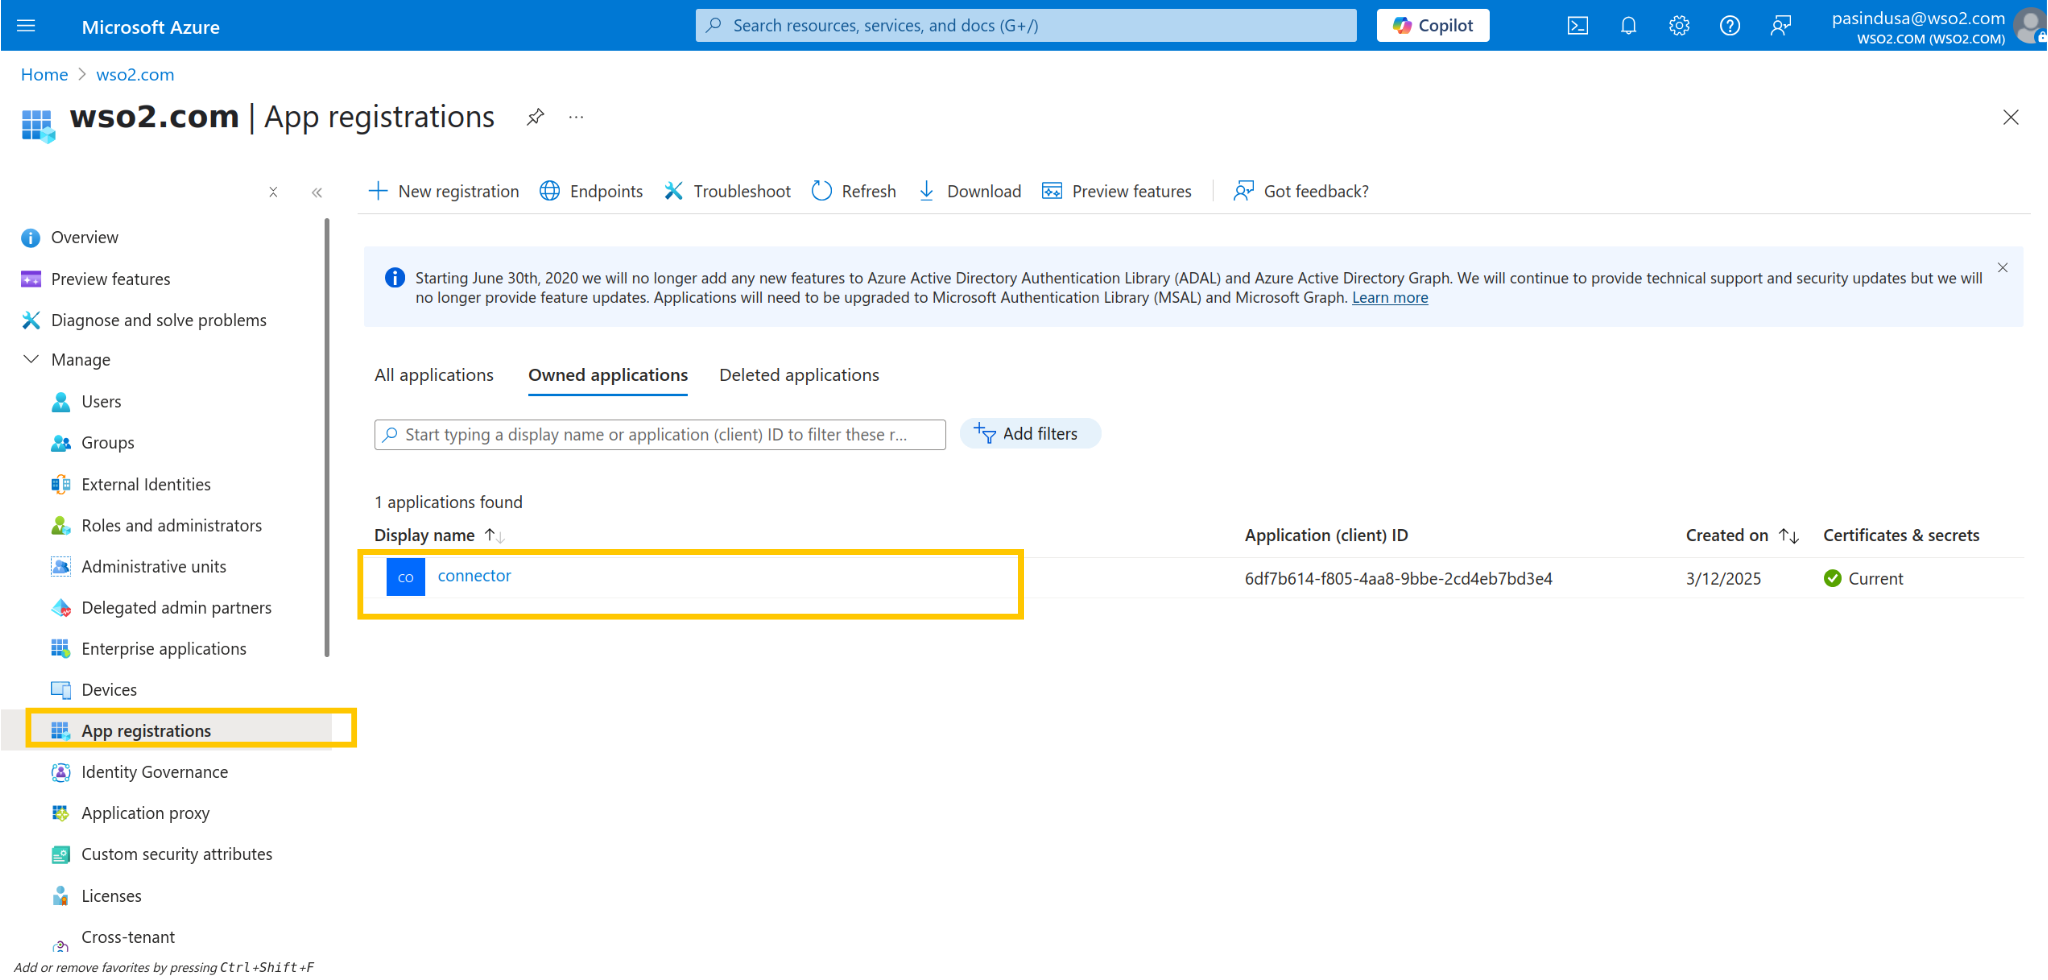 Microsoft Azure
Search resources, services, and docs (G+/)
Copilot
pasindusa@wso2.com
WSO2.COM (WSO2.COM)
Home > wso2.com
wso2.com | App registrations
New registration
Endpoints
Troubleshoot
Refresh
Download
Preview features
Got feedback?
Overview
Preview features
Diagnose and solve problems
Manage
Users
Groups
External Identities
Roles and administrators
Administrative units
Delegated admin partners
Enterprise applications
Devices
App registrations
Identity Governance
Application proxy
Custom security attributes
Licenses
Cross-tenant
Add or remove favorites by pressing Ctrl+Shift+F
Starting June 30th, 2020 we will no longer add any new features to Azure Active Directory Authentication Library (ADAL) and Azure Active Directory Graph. We will continue to provide technical support and security updates but we will
no longer provide feature updates. Applications will need to be upgraded to Microsoft Authentication Library (MSAL) and Microsoft Graph. Learn more
All applications
Owned applications
Deleted applications
Start typing a display name or application (client) ID to filter these r...
Add filters
1 applications found
Display name
Application (client) ID
Created on
Certificates & secrets
CO
connector
6df7b614-f805-4aa8-9bbe-2cd4eb7bd3e4
3/12/2025
Current